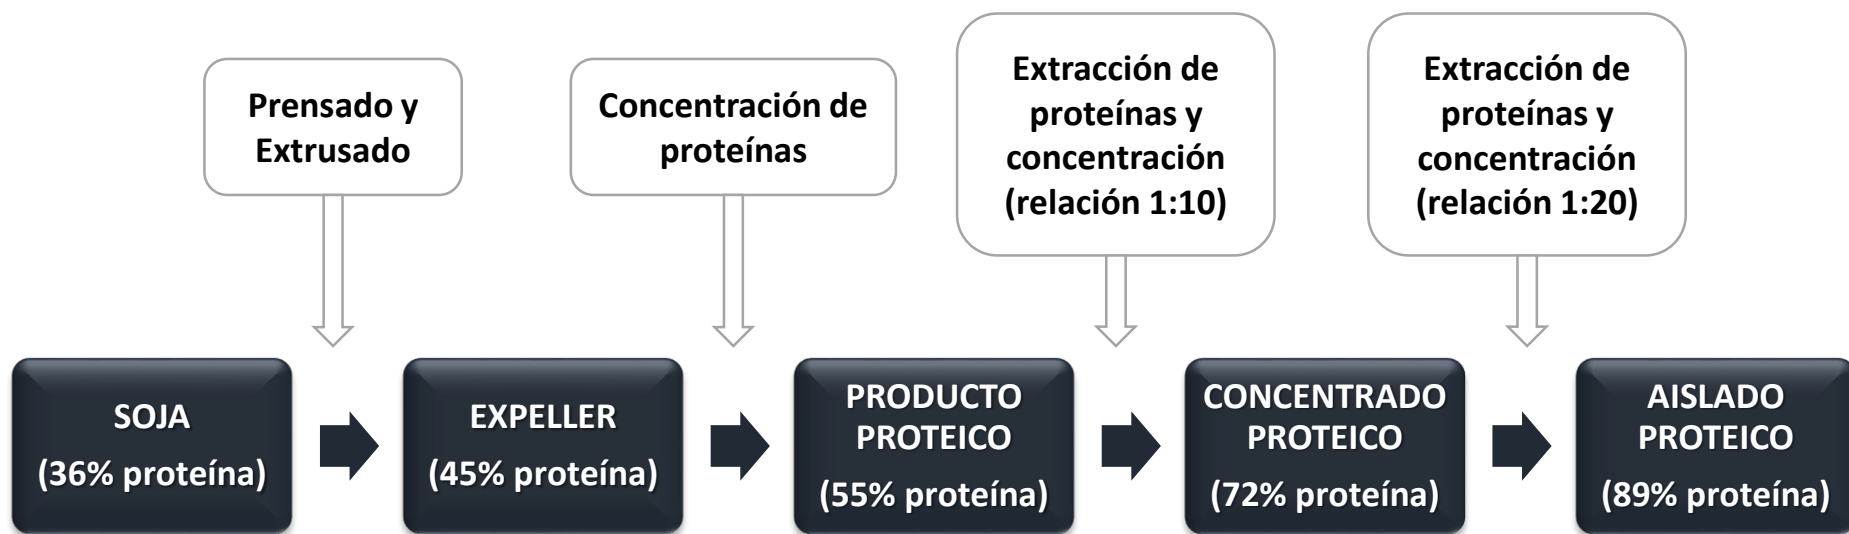 Prensado y
Extrusado
Concentración de
proteínas
Extracción de
proteínas y
concentración
(relación 1:10)
Extracción de
proteínas y
concentración
(relación 1:20)
SOJA
(36% proteína)
EXPELLER
(45% proteína)
PRODUCTO
PROTEICO
(55% proteína)
CONCENTRADO
PROTEICO
(72% proteína)
AISLADO
PROTEICO
(89% proteína)